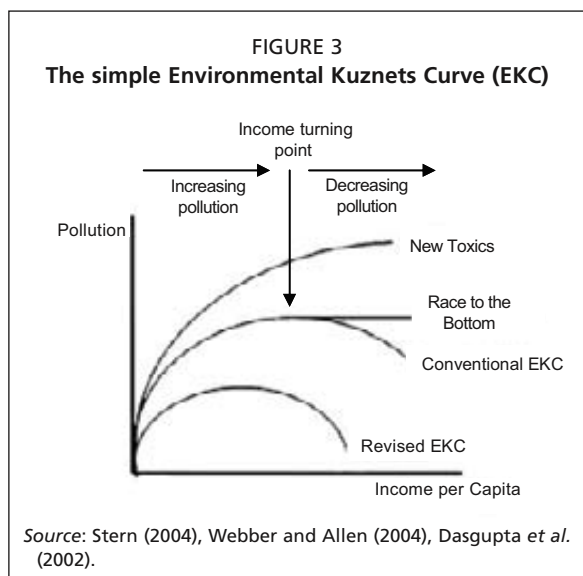 FIGURE 3
The simple Environmental Kuznets Curve (EKC)
Income turning
point
Increasing
pollution
Decreasing
pollution
Pollution
New Toxics
Race to the
Bottom
Conventional EKC
Revised EKC
Income per Capita
Source: Stern (2004), Webber and Allen (2004), Dasgupta et al.
(2002).